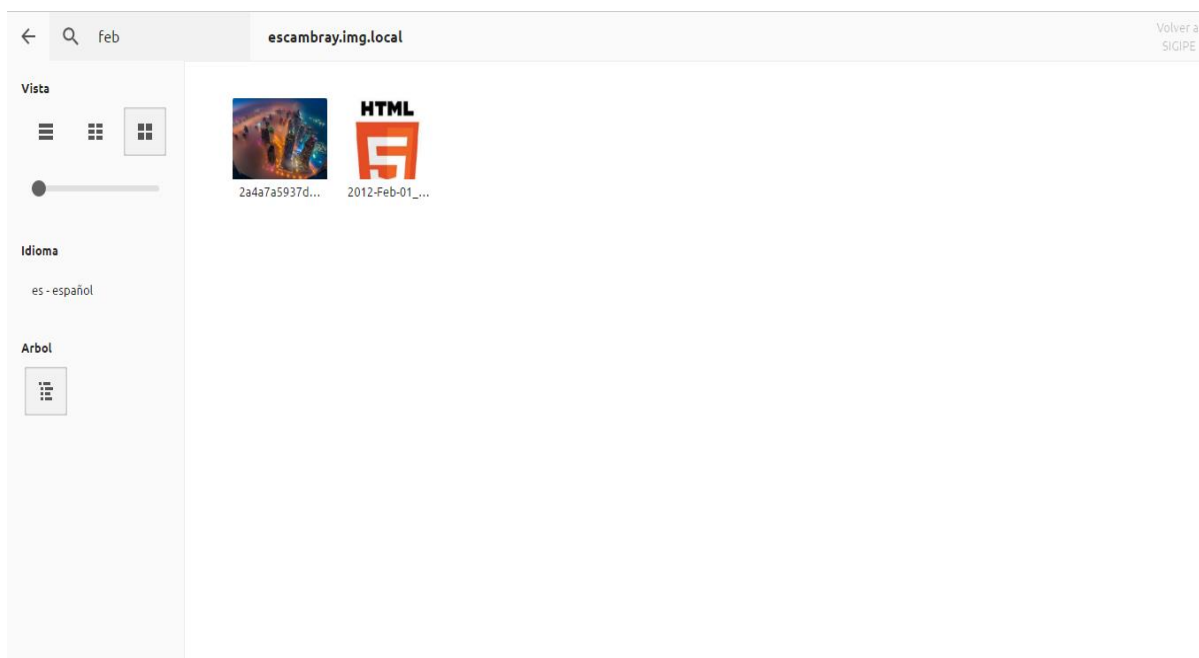 feb
escambray.img.local
Volver a
SIGIPE
Vista
HTML
5
2a4a7a5937d...
2012-Feb-01_...
Idioma
es - español
Arbol